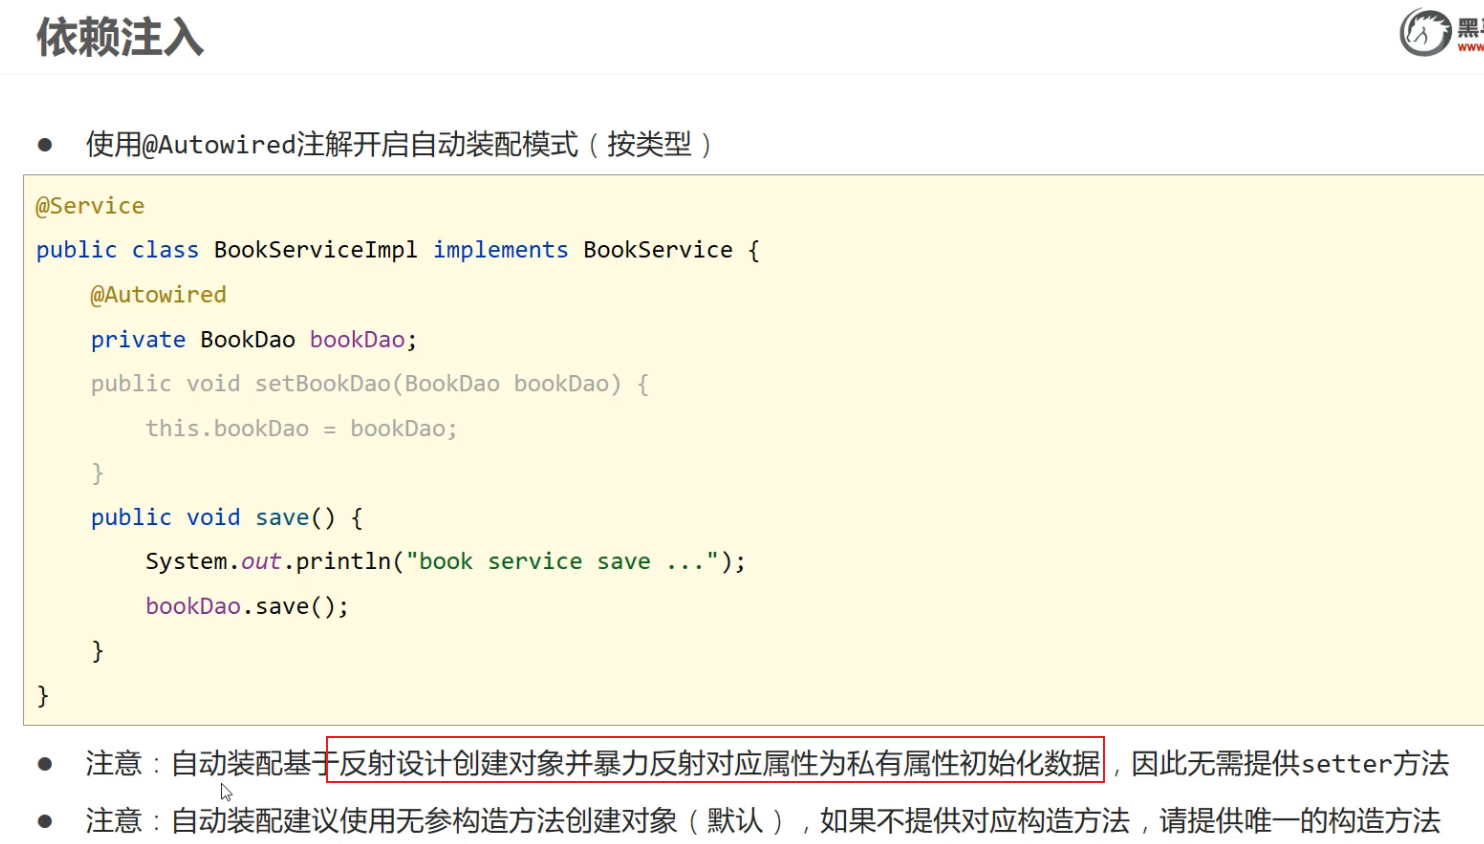 依赖注入
黑
www
● 使用@Autowired注解开启自动装配模式（按类型）
@Service
public class BookServiceImpl implements BookService {
@Autowired
private BookDao bookDao;
public void setBookDao(BookDao bookDao) {
this.bookDao = bookDao;
}
public void save() {
System.out.println("book service save ...");
bookDao.save();
}
}
● 注意：自动装配基于反射设计创建对象并暴力反射对应属性为私有属性初始化数据，因此无需提供setter方法
● 注意：自动装配建议使用无参构造方法创建对象（默认），如果不提供对应构造方法，请提供唯一的构造方法